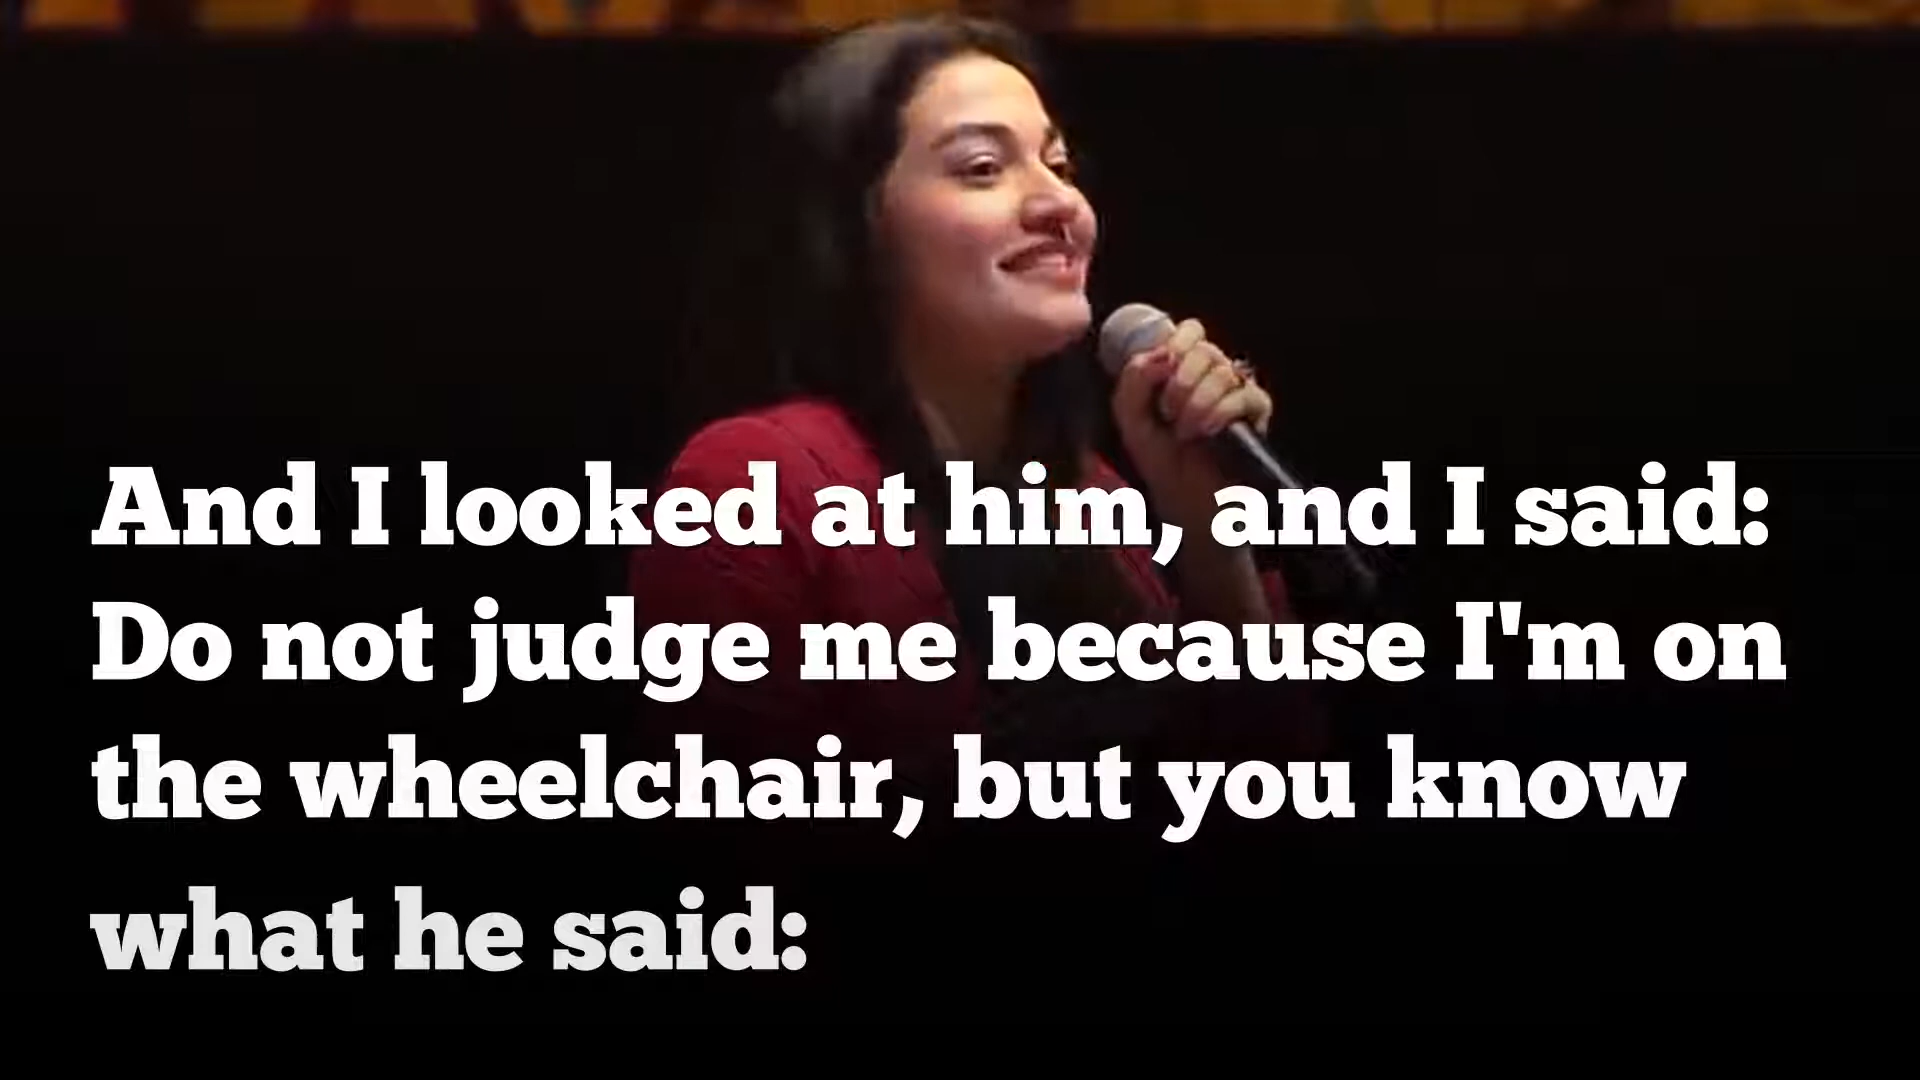 And I looked at him, and I said:
Do not judge me because I'm on
the wheelchair, but you know
what he said: